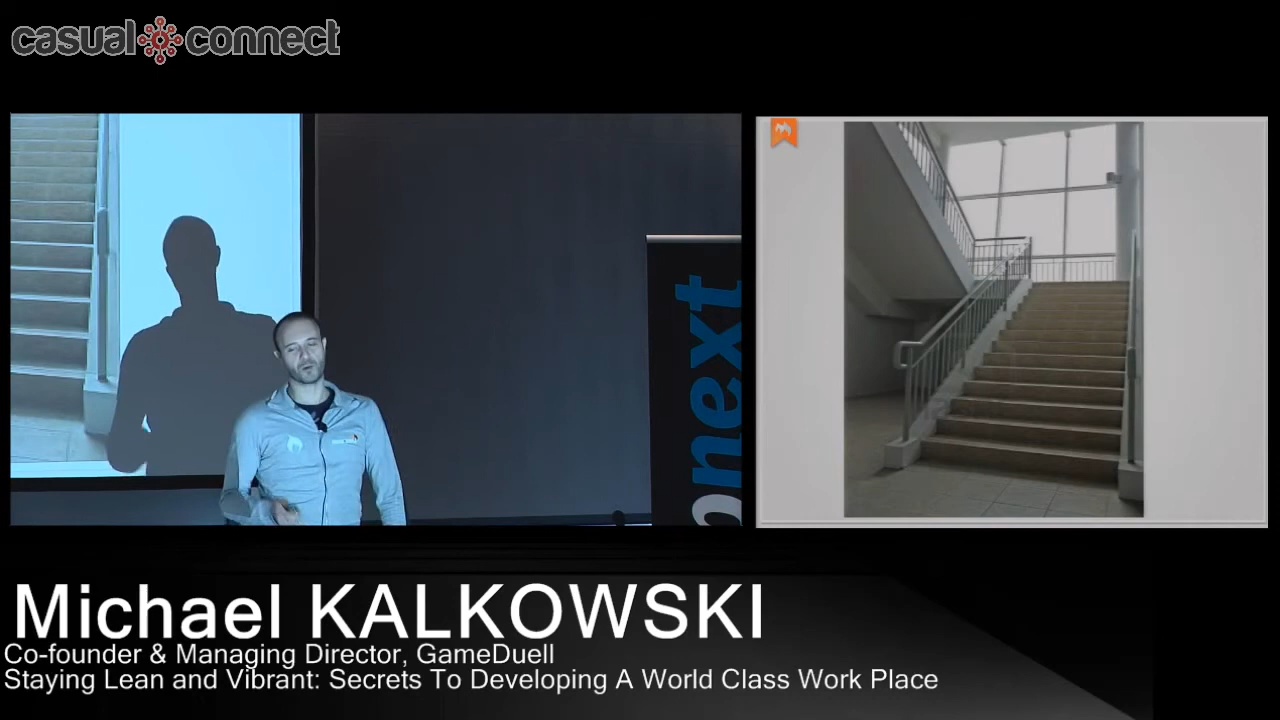 casual connect
onext
Michael KALKOWSKI
Co-founder & Managing Director, GameDuell
Staying Lean and Vibrant: Secrets To Developing A World Class Work Place